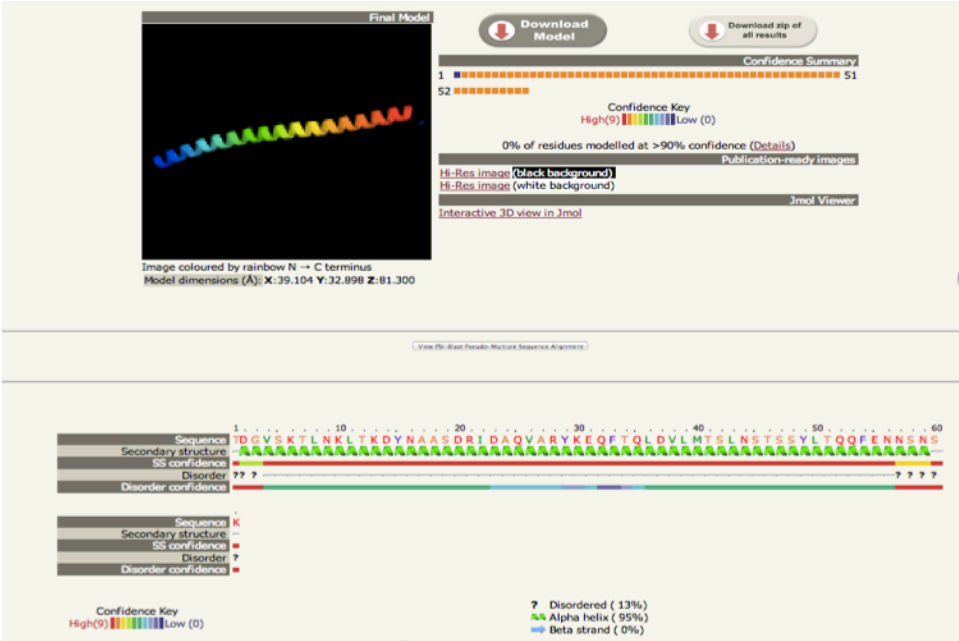 Final Model
Download Model
Download zip of all results
Confidence Summary
1 51
52
Confidence Key
High(9) Low (0)
0% of residues modelled at >90% confidence (Details)
Publication-ready images
Hi-Res image (black background)
Hi-Res image (white background)
Jmol Viewer
Interactive 3D view in Jmol
Image coloured by rainbow N → C terminus
Model dimensions (Å): X:39.104 Y:32.898 Z:81.300
View PSI-Blast Pseudo-Multiple Sequence Alignment
1 . 10 . 20 . 30 . 40 . 50 . 60
Sequence TDGVSKTLNKLTKDYNAASDRIDAQVARYKEQFTQLDVLMTSLNSTSSYLTQQFENNSNS
Secondary structure
SS confidence
Disorder ??? ????
Disorder confidence
Sequence K
Secondary structure
SS confidence
Disorder ?
Disorder confidence
Confidence Key
High(9) Low (0)
? Disordered ( 13%)
Alpha helix ( 95%)
Beta strand ( 0%)